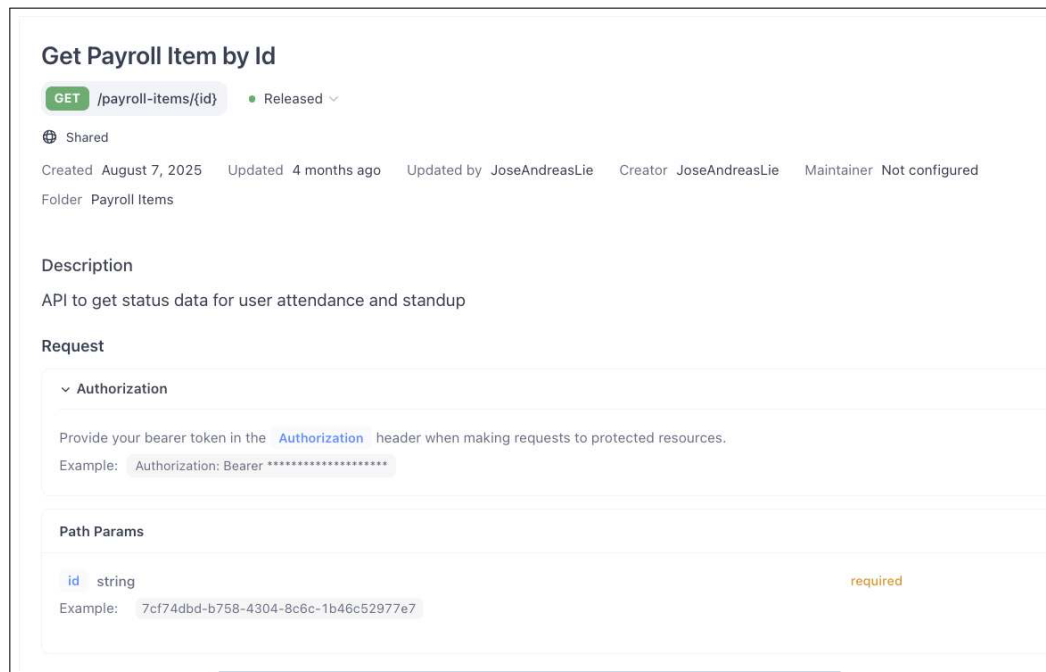 Get Payroll Item by Id
GET /payroll-items/{id} Released
Shared
Created August 7, 2025 Updated 4 months ago Updated by JoseAndreasLie Creator JoseAndreasLie Maintainer Not configured
Folder Payroll Items
Description
API to get status data for user attendance and standup
Request
Authorization
Provide your bearer token in the Authorization header when making requests to protected resources.
Example: Authorization: Bearer ********************
Path Params
id string required
Example: 7cf74dbd-b758-4304-8c6c-1b46c52977e7